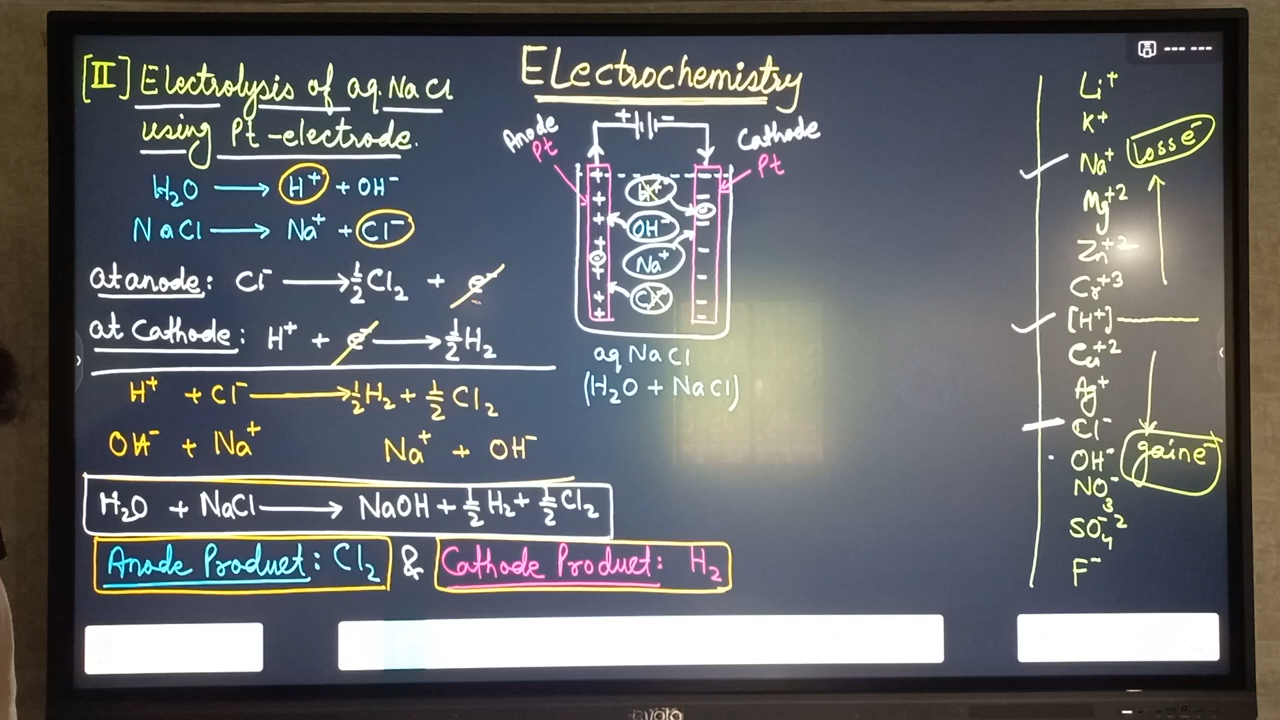 Electrochemistry
[II] Electrolysis of aq. NaCl
using Pt-electrode.
H₂O ⟶ H⁺ + OH⁻
NaCl ⟶ Na⁺ + Cl⁻
at anode: Cl⁻ ⟶ ½Cl₂ + e⁻
at Cathode: H⁺ + e⁻ ⟶ ½H₂
H⁺ + Cl⁻ ⟶ ½H₂ + ½Cl₂
OH⁻ + Na⁺ Na⁺ + OH⁻
H₂O + NaCl ⟶ NaOH + ½H₂ + ½Cl₂
Anode Product: Cl₂ & Cathode Product: H₂
+ -
Anode
Pt
Cathode
Pt
H⁺
OH⁻
Na⁺
Cl⁻
aq NaCl
(H₂O + NaCl)
Li⁺
K⁺
Na⁺
Loss e⁻
Mg⁺²
Zn⁺²
Cr⁺³
[H⁺]
Cu⁺²
Ag⁺
Cl⁻
OH⁻
gain e⁻
NO₃⁻
SO₄⁻²
F⁻